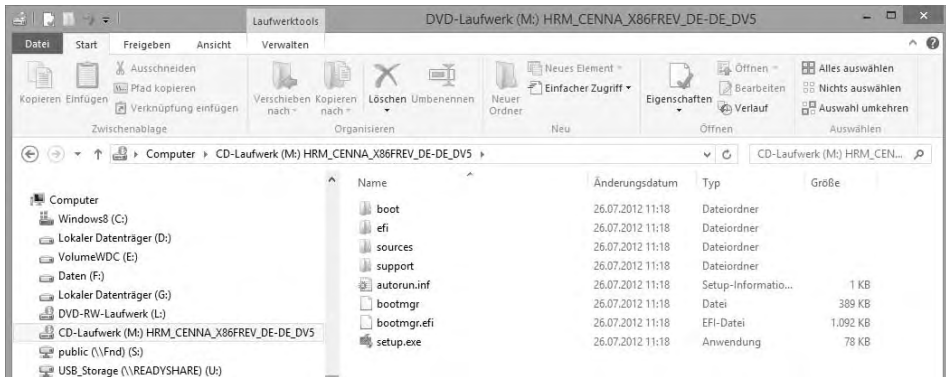 Laufwerktools
DVD-Laufwerk (M:) HRM_CENNA_X86FREV_DE-DE_DV5
Datei Start Freigeben Ansicht Verwalten
Kopieren Einfügen
Ausschneiden
Pfad kopieren
Verknüpfung einfügen
Zwischenablage
Verschieben nach
Kopieren nach
Löschen Umbenennen
Organisieren
Neuer Ordner
Neues Element
Einfacher Zugriff
Neu
Eigenschaften
Öffnen
Bearbeiten
Verlauf
Öffnen
Alles auswählen
Nichts auswählen
Auswahl umkehren
Auswählen
Computer CD-Laufwerk (M:) HRM_CENNA_X86FREV_DE-DE_DV5
CD-Laufwerk (M:) HRM_CEN...
Computer
Windows8 (C:)
Lokaler Datenträger (D:)
VolumeWDC (E:)
Daten (F:)
Lokaler Datenträger (G:)
DVD-RW-Laufwerk (L:)
CD-Laufwerk (M:) HRM_CENNA_X86FREV_DE-DE_DV5
public (\\Fnd) (S:)
USB_Storage (\\READYSHARE) (U:)
Name Änderungsdatum Typ Größe
boot 26.07.2012 11:18 Dateiordner
efi 26.07.2012 11:18 Dateiordner
sources 26.07.2012 11:18 Dateiordner
support 26.07.2012 11:18 Dateiordner
autorun.inf 26.07.2012 11:18 Setup-Informatio... 1 KB
bootmgr 26.07.2012 11:18 Datei 389 KB
bootmgr.efi 26.07.2012 11:18 EFI-Datei 1.092 KB
setup.exe 26.07.2012 11:18 Anwendung 78 KB